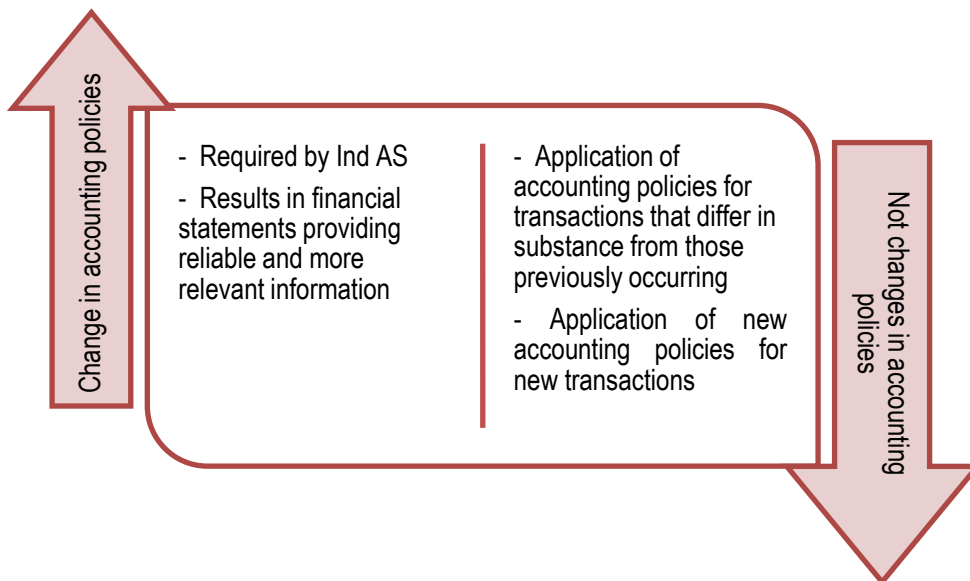 Change in accounting policies
- Required by Ind AS
- Results in financial
statements providing
reliable and more
relevant information
- Application of
accounting policies for
transactions that differ in
substance from those
previously occurring
- Application of new
accounting policies for
new transactions
Not changes in accounting
policies